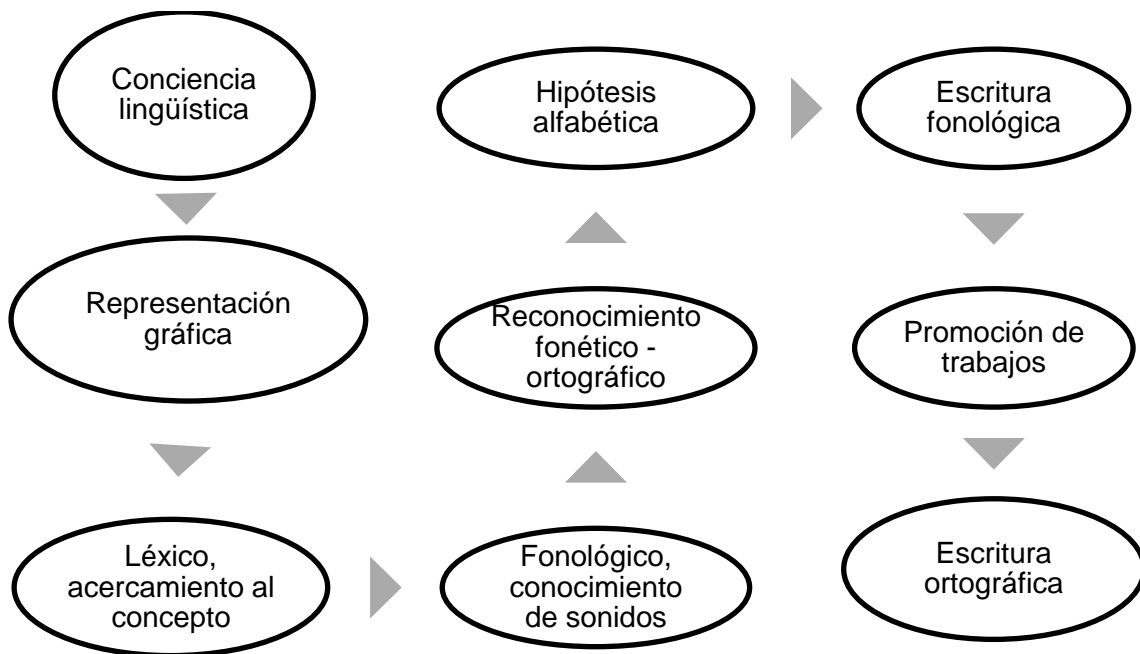 Conciencia
lingüística
Representación
gráfica
Léxico,
acercamiento al
concepto
Fonológico,
conocimiento
de sonidos
Reconocimiento
fonético -
ortográfico
Hipótesis
alfabética
Escritura
fonológica
Promoción de
trabajos
Escritura
ortográfica